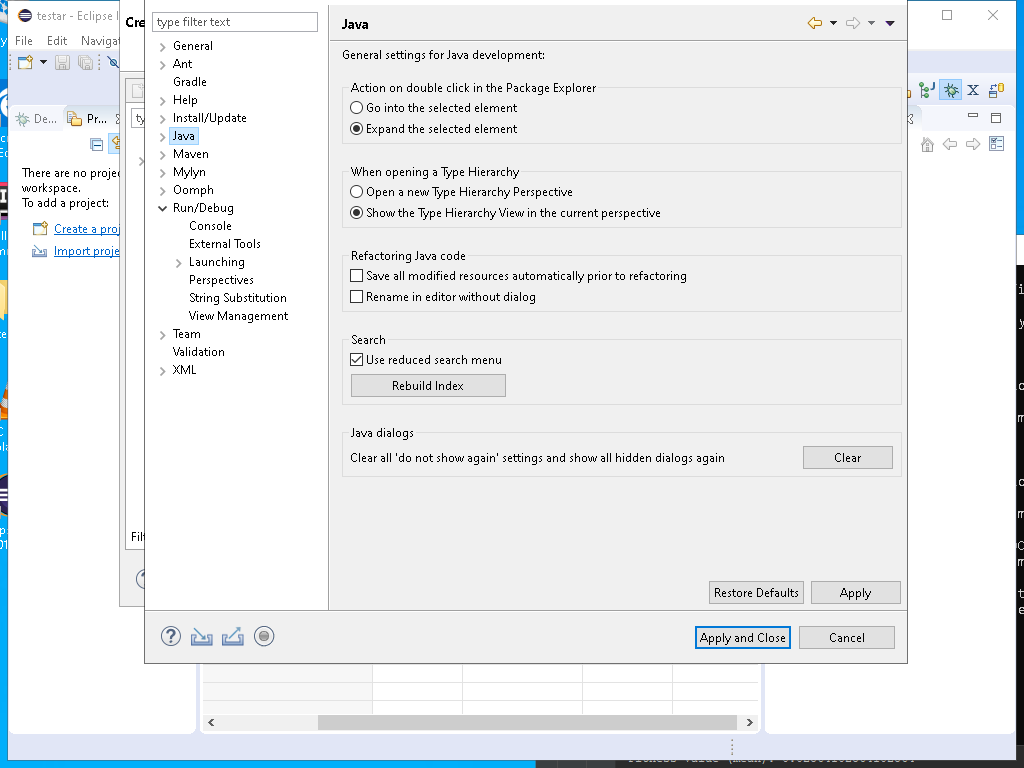 testar - Eclipse I
File Edit Navigat
De...
Pr...
There are no projec
workspace.
To add a project:
Create a proj
Import proje
Cre
ty
Filt
type filter text
General
Ant
Gradle
Help
Install/Update
Java
Maven
Mylyn
Oomph
Run/Debug
Console
External Tools
Launching
Perspectives
String Substitution
View Management
Team
Validation
XML
Java
General settings for Java development:
Action on double click in the Package Explorer
Go into the selected element
Expand the selected element
When opening a Type Hierarchy
Open a new Type Hierarchy Perspective
Show the Type Hierarchy View in the current perspective
Refactoring Java code
Save all modified resources automatically prior to refactoring
Rename in editor without dialog
Search
Use reduced search menu
Rebuild Index
Java dialogs
Clear all 'do not show again' settings and show all hidden dialogs again
Clear
Restore Defaults
Apply
Apply and Close
Cancel